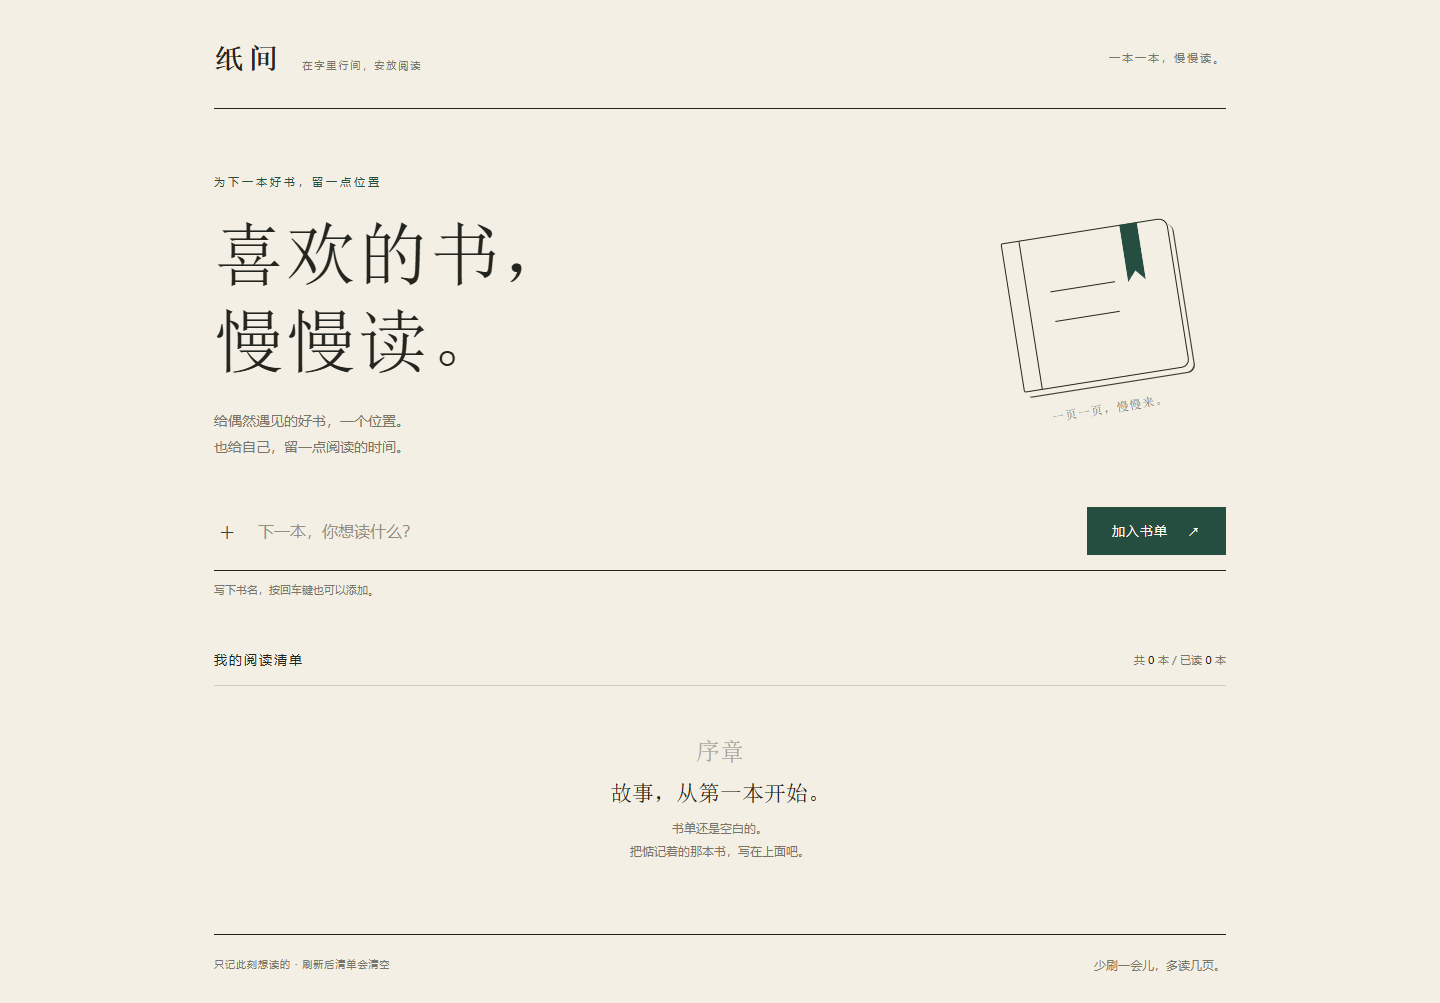 纸间
在字里行间，安放阅读
一本一本，慢慢读。
为下一本好书，留一点位置
喜欢的书，
慢慢读。
一页一页，慢慢来。
给偶然遇见的好书，一个位置。
也给自己，留一点阅读的时间。
＋ 下一本，你想读什么？
加入书单 ↗
写下书名，按回车键也可以添加。
我的阅读清单
共 0 本 / 已读 0 本
序章
故事，从第一本开始。
书单还是空白的。
把惦记着的那本书，写在上面吧。
只记此刻想读的 · 刷新后清单会清空
少刷一会儿，多读几页。